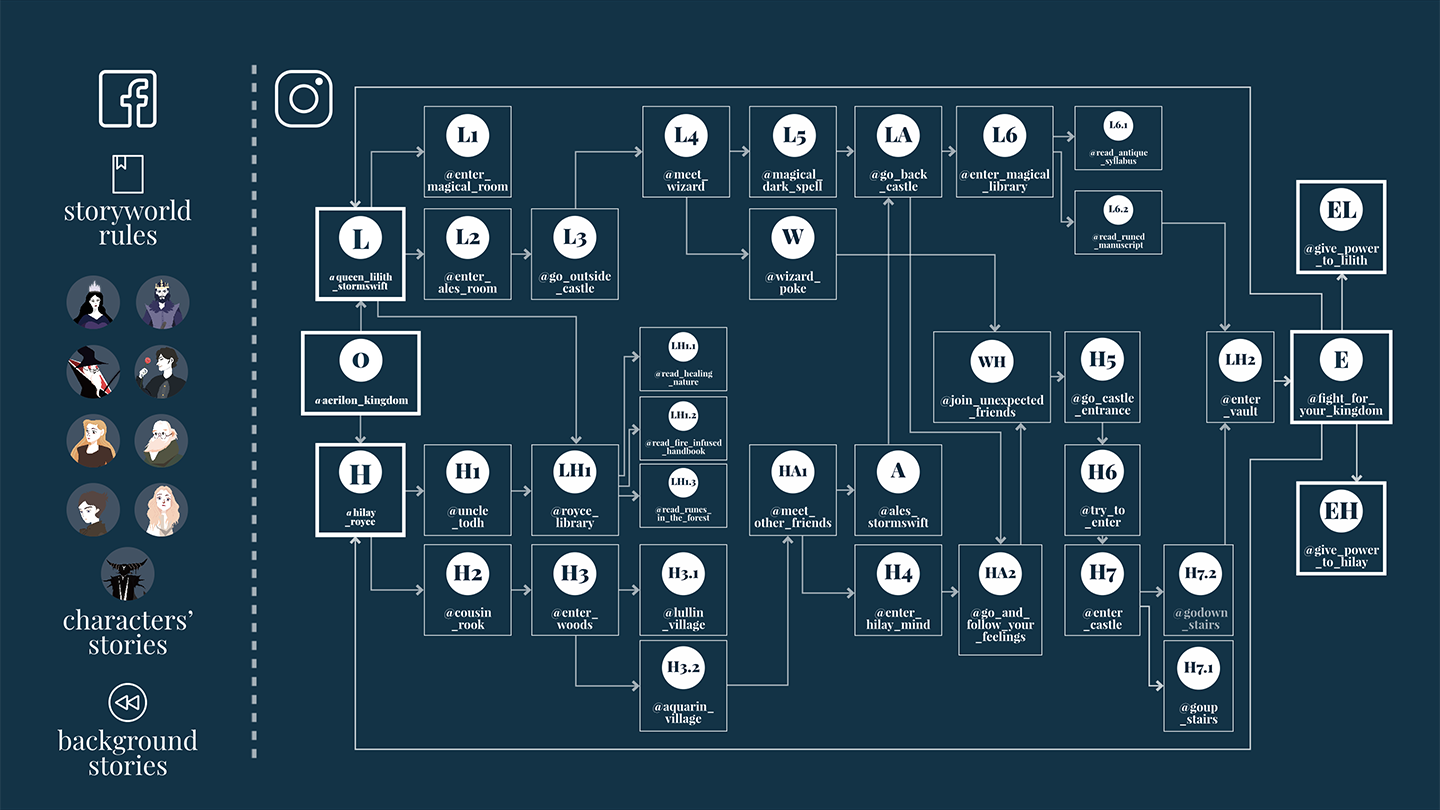 storyworld
rules
characters’
stories
background
stories
L1
@enter_
magical_room
L4
@meet_
wizard
L5
@magical_
dark_spell
LA
@go_back
_castle
L6
@enter_magical
_library
L6.1
@read_antique
_syllabus
L
@queen_lilith
_stormswift
L2
@enter_
ales_room
L3
@go_outside
_castle
W
@wizard_
poke
L6.2
@read_runed
_manuscript
EL
@give_power
_to_lilith
O
@acrilon_kingdom
LH1.1
@read_healing
_nature
WH
@join_unexpected
_friends
H5
@go_castle
_entrance
LH2
@enter
_vault
E
@fight_for_
your_kingdom
LH1.2
@read_fire_infused
_handbook
H
@hilay
_royce
H1
@uncle
_todh
LH1
@royce_
library
LH1.3
@read_runes_
in_the_forest
HA1
@meet_
other_friends
A
@ales_
stormswift
H6
@try_to
_enter
EH
@give_power
_to_hilay
H2
@cousin
_rook
H3
@enter_
woods
H3.1
@lullin
_village
H4
@enter_
hilay_mind
HA2
@go_and_
follow_your
_feelings
H7
@enter_
castle
H7.2
@godown
_stairs
H3.2
@aquarin_
village
H7.1
@goup
_stairs